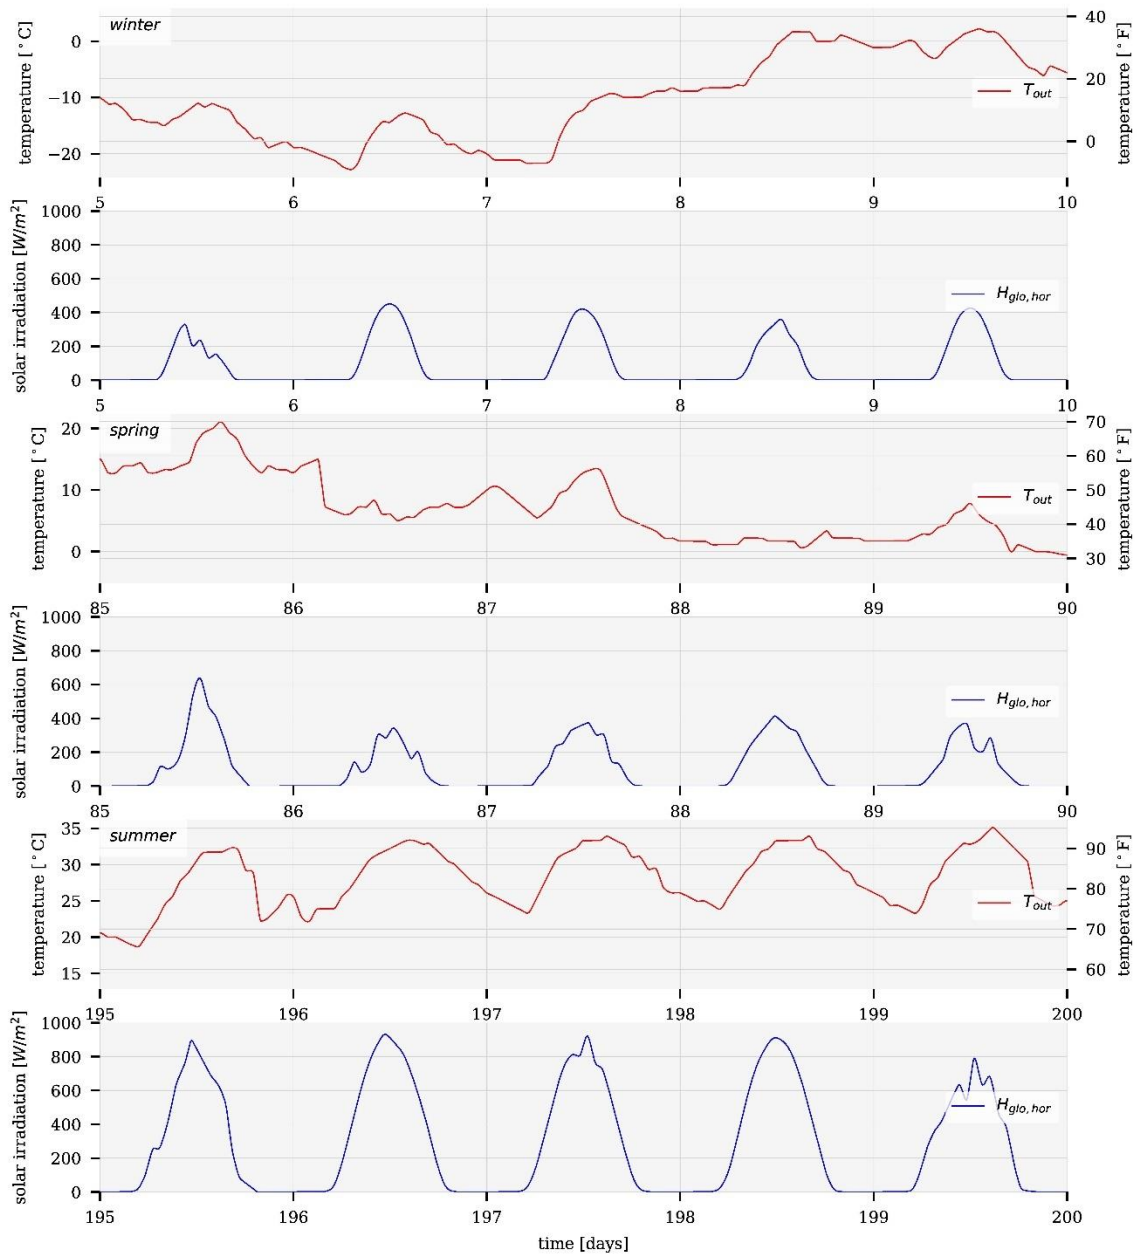 winter
temperature [°C]
0
−10
−20
40
20
0
temperature [°F]
T_out
5 6 7 8 9 10
solar irradiation [W/m²]
1000
800
600
400
200
0
H_glo,hor
5 6 7 8 9 10
spring
temperature [°C]
20
10
0
70
60
50
40
30
temperature [°F]
T_out
85 86 87 88 89 90
solar irradiation [W/m²]
1000
800
600
400
200
0
H_glo,hor
85 86 87 88 89 90
summer
temperature [°C]
35
30
25
20
15
90
80
70
60
temperature [°F]
T_out
195 196 197 198 199 200
solar irradiation [W/m²]
1000
800
600
400
200
0
H_glo,hor
195 196 197 198 199 200
time [days]